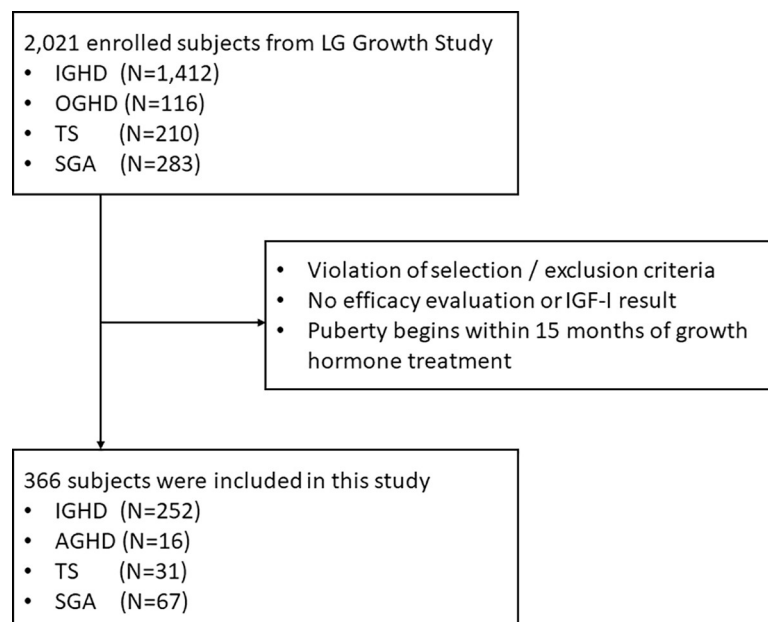 2,021 enrolled subjects from LG Growth Study
• IGHD (N=1,412)
• OGHD (N=116)
• TS (N=210)
• SGA (N=283)
• Violation of selection / exclusion criteria
• No efficacy evaluation or IGF-I result
• Puberty begins within 15 months of growth
hormone treatment
366 subjects were included in this study
• IGHD (N=252)
• AGHD (N=16)
• TS (N=31)
• SGA (N=67)